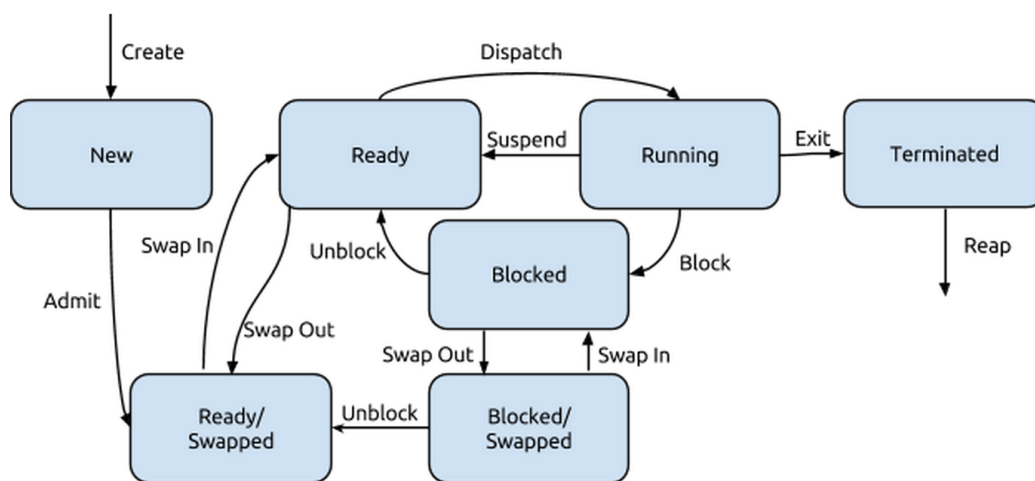 Create
Dispatch
New
Ready
Suspend
Running
Exit
Terminated
Swap In
Unblock
Blocked
Block
Reap
Admit
Swap Out
Swap Out
Swap In
Ready/
Swapped
Unblock
Blocked/
Swapped